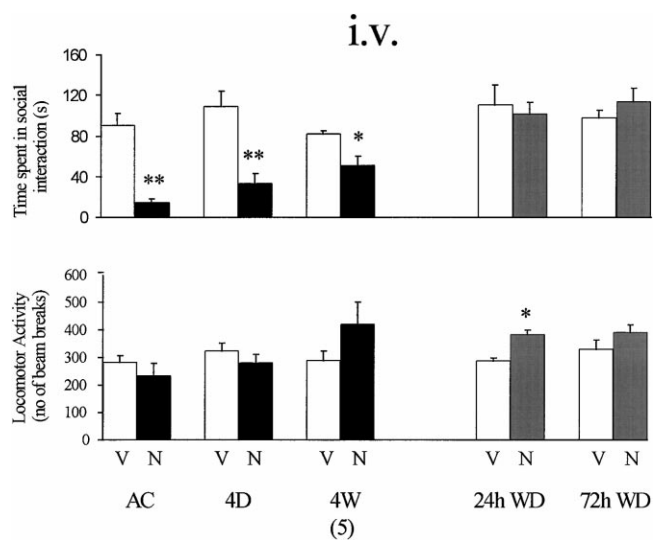 i.v.
Time spent in social
interaction (s)
160
120
80
40
0
** ** *
Locomotor Activity
(no of beam breaks)
600
500
400
300
200
100
0
*
V N V N V N V N V N
AC 4D 4W 24h WD 72h WD
(5)